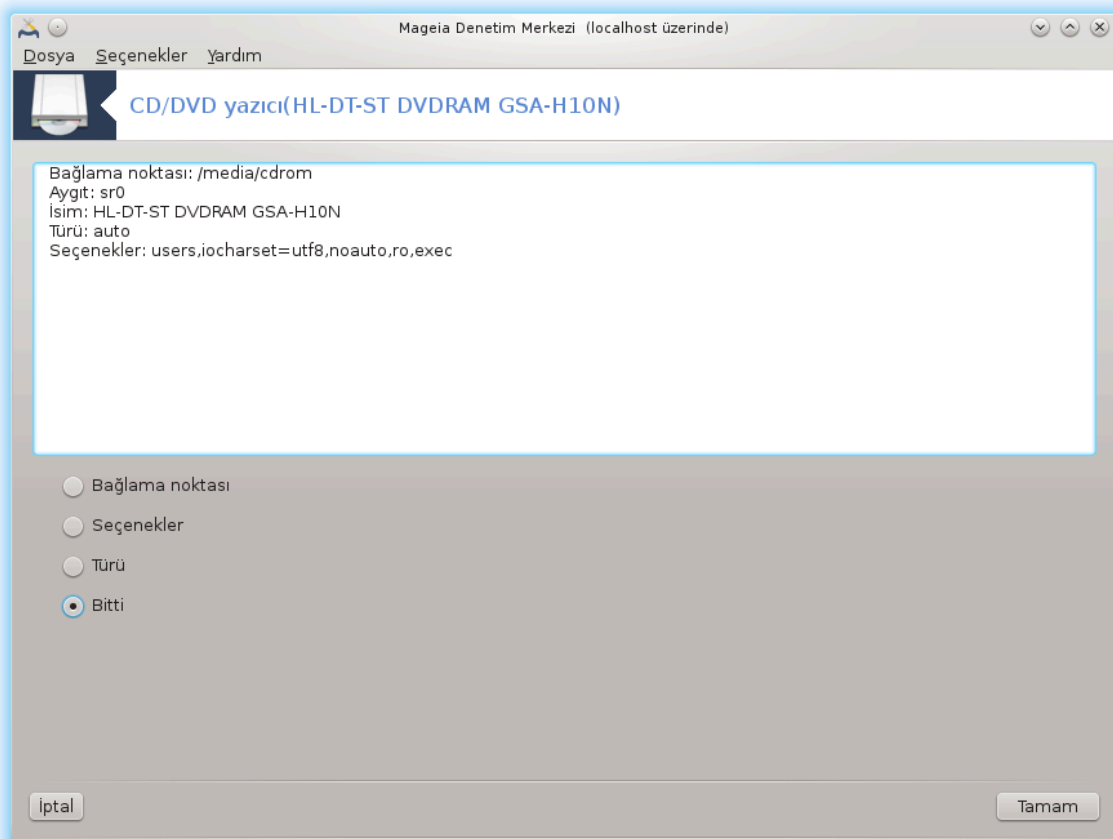 Mageia Denetim Merkezi (localhost üzerinde)
Dosya Seçenekler Yardım
CD/DVD yazıcı(HL-DT-ST DVDRAM GSA-H10N)
Bağlama noktası: /media/cdrom
Aygıt: sr0
İsim: HL-DT-ST DVDRAM GSA-H10N
Türü: auto
Seçenekler: users,iocharset=utf8,noauto,ro,exec
Bağlama noktası
Seçenekler
Türü
Bitti
İptal Tamam